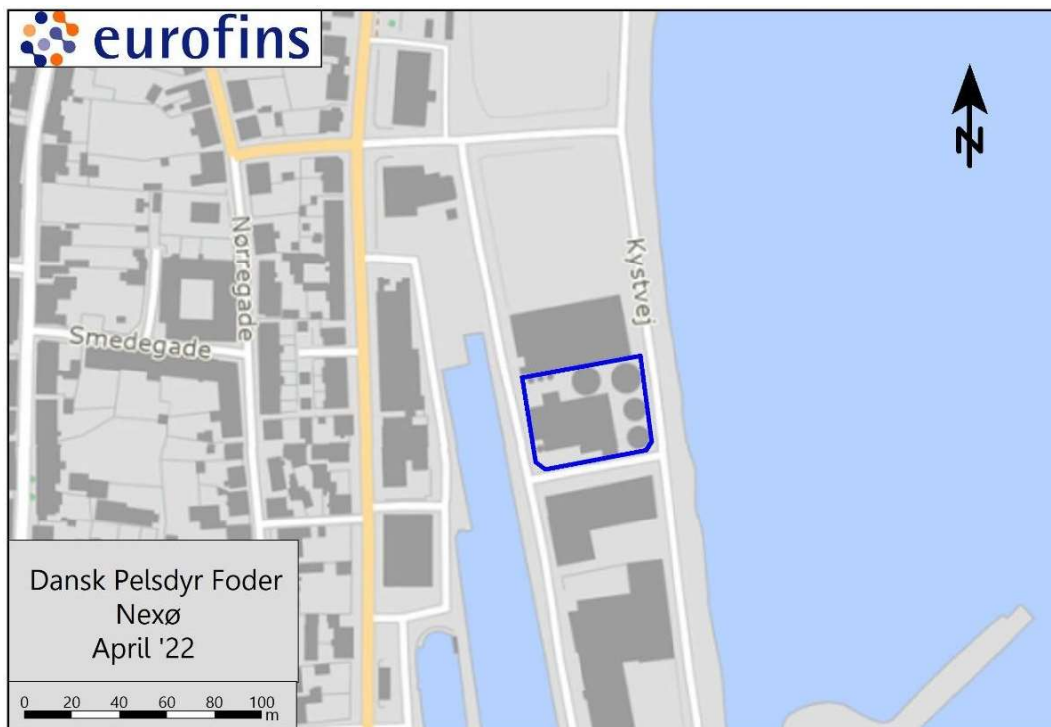 eurofins
N
Nørregade
Kystvej
Smedegade
Dansk Pelsdyr Foder
Nexø
April '22
0 20 40 60 80 100
m